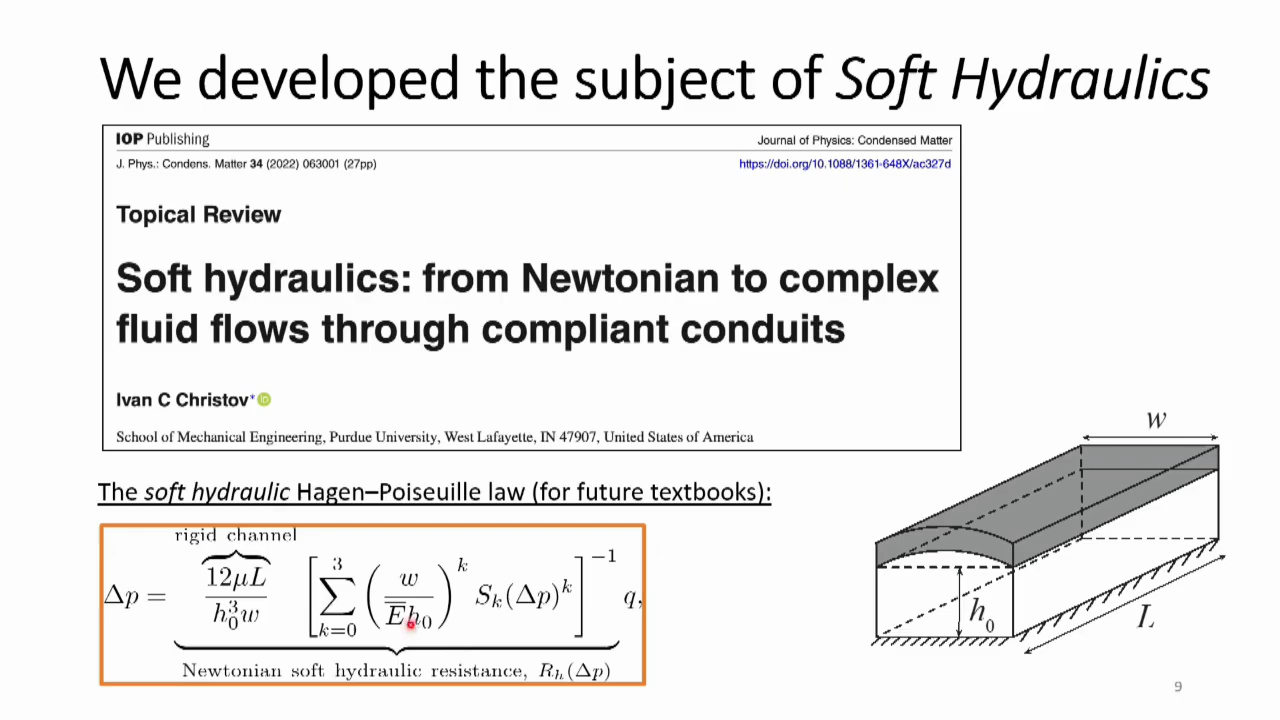 We developed the subject of Soft Hydraulics
IOP Publishing
Journal of Physics: Condensed Matter
J. Phys.: Condens. Matter 34 (2022) 063001 (27pp)
https://doi.org/10.1088/1361-648X/ac327d
Topical Review
Soft hydraulics: from Newtonian to complex
fluid flows through compliant conduits
Ivan C Christov*
School of Mechanical Engineering, Purdue University, West Lafayette, IN 47907, United States of America
The soft hydraulic Hagen–Poiseuille law (for future textbooks):
rigid channel
Δp = 12μL / h₀³w [ ∑_{k=0}^{3} ( w / E̅h₀ )^k S_k(Δp)^k ]^{−1} q,
Newtonian soft hydraulic resistance, R_h(Δp)
w
h₀
L
9